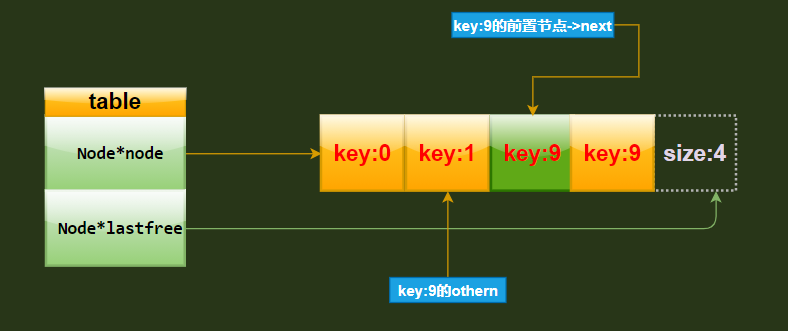 key:9的前置节点->next
table
Node*node
key:0
key:1
key:9
key:9
size:4
Node*lastfree
key:9的othern